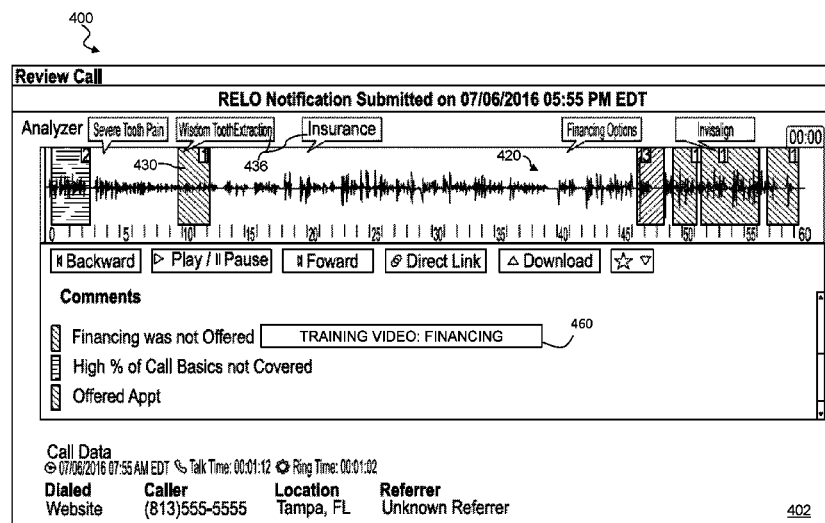 400
Review Call
RELO Notification Submitted on 07/06/2016 05:55 PM EDT
Analyzer Severe Tooth Pain Wisdom ToothExtraction Insurance Financing Options Invisalign 00:00
2 430 1 436 420 3 1 1 1
0 5 10 15 20 25 30 35 40 45 50 55 60
Backward Play / II Pause Foward Direct Link Download
Comments
Financing was not Offered TRAINING VIDEO: FINANCING 460
High % of Call Basics not Covered
Offered Appt
Call Data
07/06/2016 07:55 AM EDT Talk Time: 00:01:12 Ring Time: 00:01:02
Dialed Caller Location Referrer
Website (813)555-5555 Tampa, FL Unknown Referrer
402